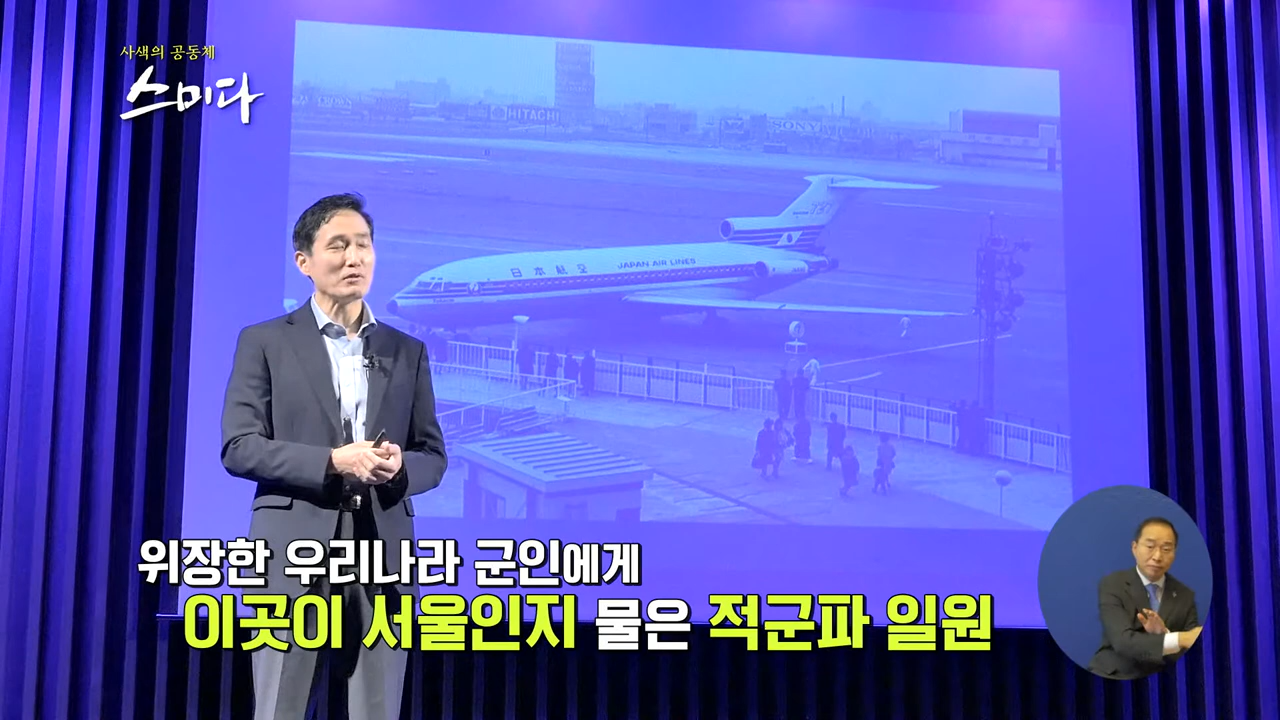 사색의 공동체
스미다
HITACHI
SONY
727
日本航空
JAPAN AIR LINES
위장한 우리나라 군인에게
이곳이 서울인지 물은 적군파 일원